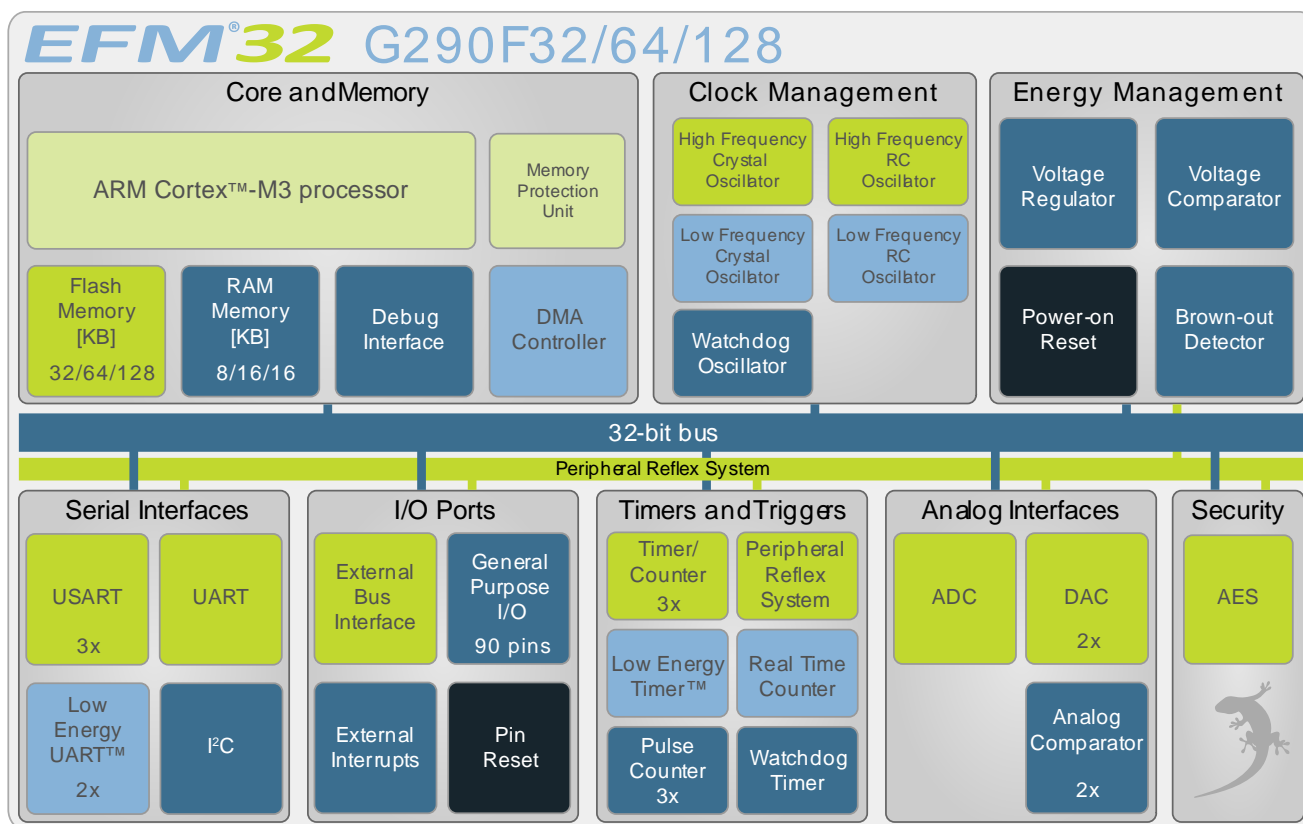 EFM®32 G290F32/64/128
Core and Memory
ARM Cortex™-M3 processor
Memory
Protection
Unit
Flash
Memory
[KB]
32/64/128
RAM
Memory
[KB]
8/16/16
Debug
Interface
DMA
Controller
Clock Management
High Frequency
Crystal
Oscillator
High Frequency
RC
Oscillator
Low Frequency
Crystal
Oscillator
Low Frequency
RC
Oscillator
Watchdog
Oscillator
Energy Management
Voltage
Regulator
Voltage
Comparator
Power-on
Reset
Brown-out
Detector
32-bit bus
Peripheral Reflex System
Serial Interfaces
USART
3x
UART
Low
Energy
UART™
2x
I²C
I/O Ports
External
Bus
Interface
General
Purpose
I/O
90 pins
External
Interrupts
Pin
Reset
Timers and Triggers
Timer/
Counter
3x
Peripheral
Reflex
System
Low Energy
Timer™
Real Time
Counter
Pulse
Counter
3x
Watchdog
Timer
Analog Interfaces
ADC
DAC
2x
Analog
Comparator
2x
Security
AES